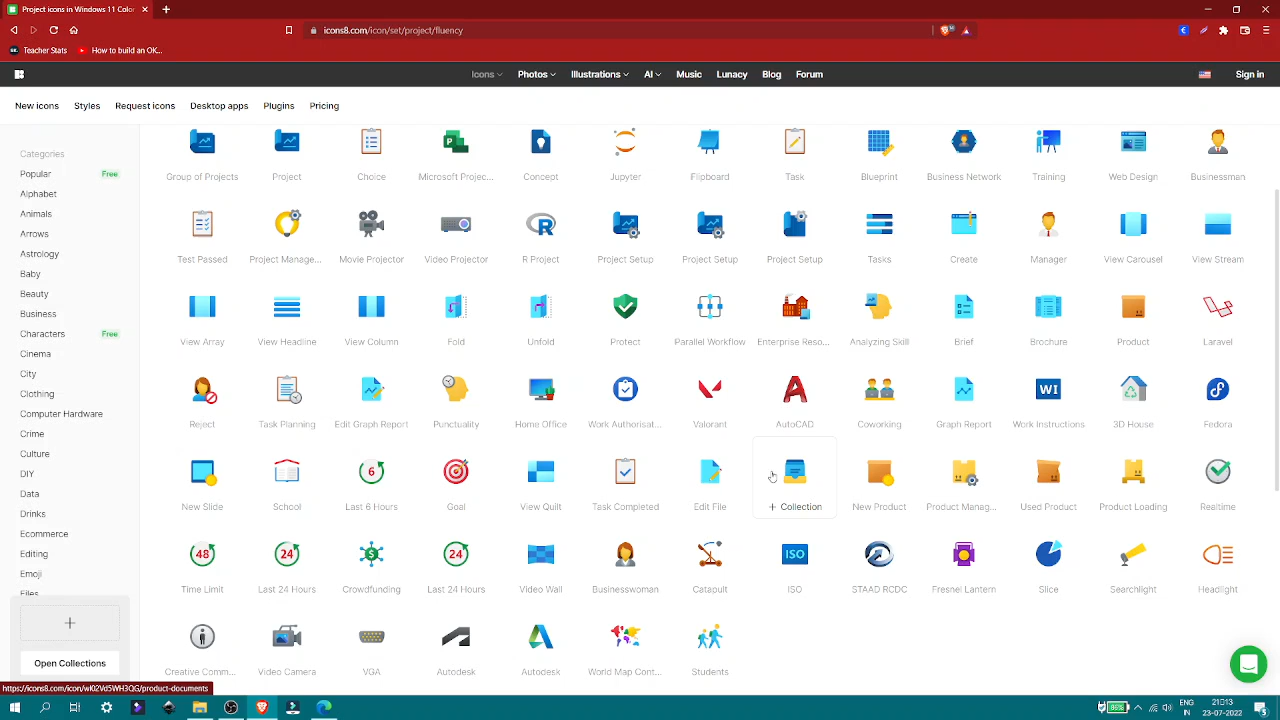 Project icons in Windows 11 Color
icons8.com/icon/set/project/fluency
Teacher Stats
How to build an OK...
Icons
Photos
Illustrations
AI
Music
Lunacy
Blog
Forum
Sign in
New icons
Styles
Request icons
Desktop apps
Plugins
Pricing
Categories
Popular Free
Alphabet
Animals
Arrows
Astrology
Baby
Beauty
Business
Characters Free
Cinema
City
Clothing
Computer Hardware
Crime
Culture
DIY
Data
Drinks
Ecommerce
Editing
Emoji
Files
Open Collections
Group of Projects
Project
Choice
Microsoft Projec...
Concept
Jupyter
Flipboard
Task
Blueprint
Business Network
Training
Web Design
Businessman
Test Passed
Project Manage...
Movie Projector
Video Projector
R Project
Project Setup
Project Setup
Project Setup
Tasks
Create
Manager
View Carousel
View Stream
View Array
View Headline
View Column
Fold
Unfold
Protect
Parallel Workflow
Enterprise Reso...
Analyzing Skill
Brief
Brochure
Product
Laravel
Reject
Task Planning
Edit Graph Report
Punctuality
Home Office
Work Authorisat...
Valorant
AutoCAD
Coworking
Graph Report
WI
Work Instructions
3D House
Fedora
New Slide
School
6
Last 6 Hours
Goal
View Quilt
Task Completed
Edit File
+ Collection
New Product
Product Manag...
Used Product
Product Loading
Realtime
48
Time Limit
24
Last 24 Hours
Crowdfunding
24
Last 24 Hours
Video Wall
Businesswoman
Catapult
ISO
ISO
STAAD RCDC
Fresnel Lantern
Slice
Searchlight
Headlight
Creative Comm...
Video Camera
VGA
Autodesk
Autodesk
World Map Cont...
Students
https://icons8.com/icon/wK02Vd5WH3QG/product-documents
ENG
IN
21:13
23-07-2022